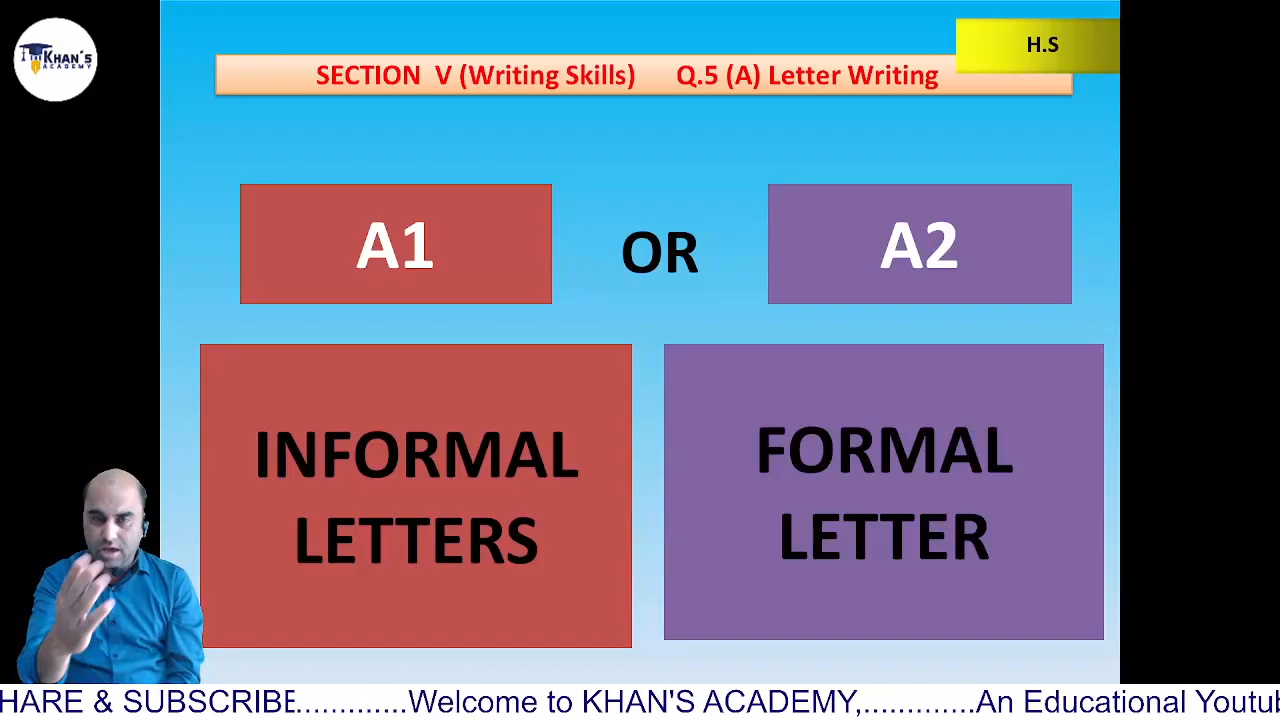 KHAN'S
ACADEMY
H.S
SECTION V (Writing Skills) Q.5 (A) Letter Writing
A1
OR
A2
INFORMAL
LETTERS
FORMAL
LETTER
HARE & SUBSCRIBE.............Welcome to KHAN'S ACADEMY,.............An Educational Youtub